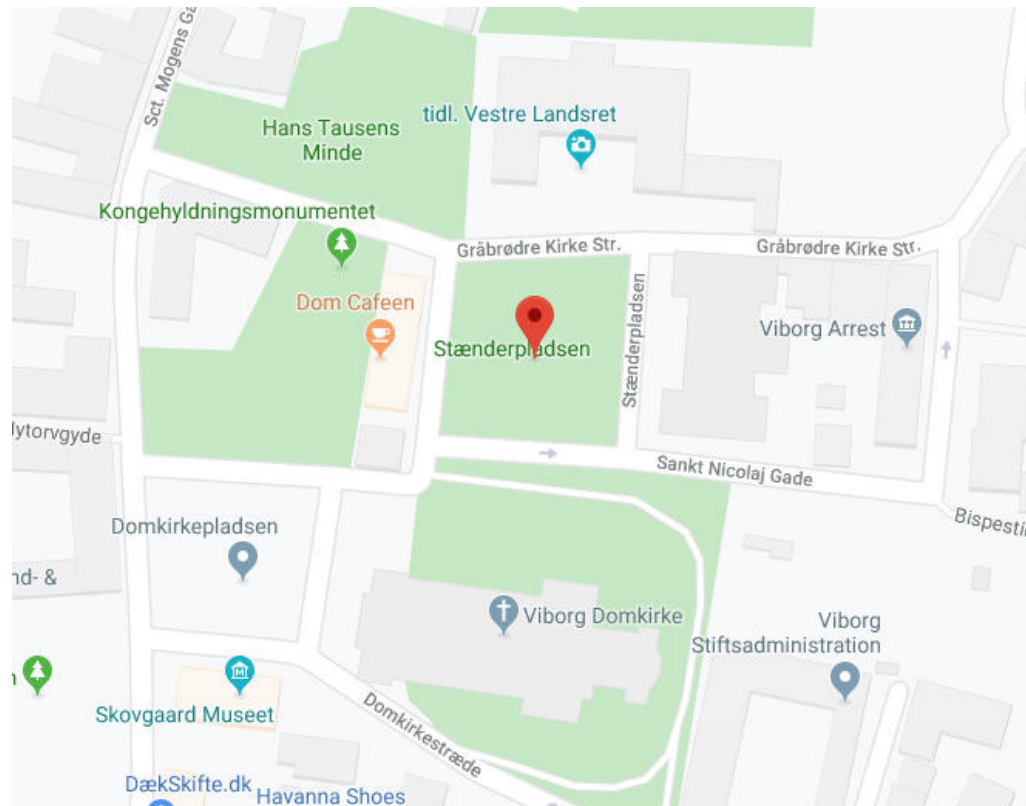 Sct. Mogens Ga
tidl. Vestre Landsret
Hans Tausens
Minde
Kongehyldningsmonumentet
Gråbrødre Kirke Str.
Gråbrødre Kirke Str.
Dom Cafeen
Stænderpladsen
Stænderpladsen
Viborg Arrest
lytorvgyde
Sankt Nicolaj Gade
Domkirkepladsen
Bispesti
nd- &
Viborg Domkirke
Viborg
Stiftsadministration
Skovgaard Museet
Domkirkestræde
DækSkifte.dk
Havanna Shoes